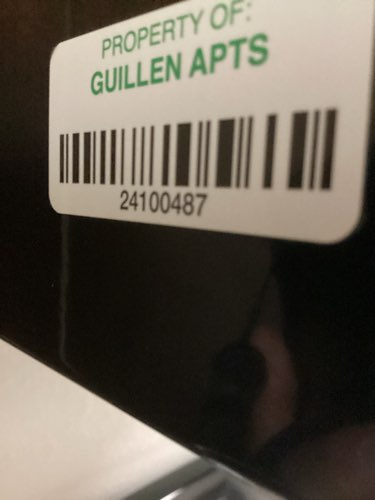 PROPERTY OF:
GUILLEN APTS
24100487